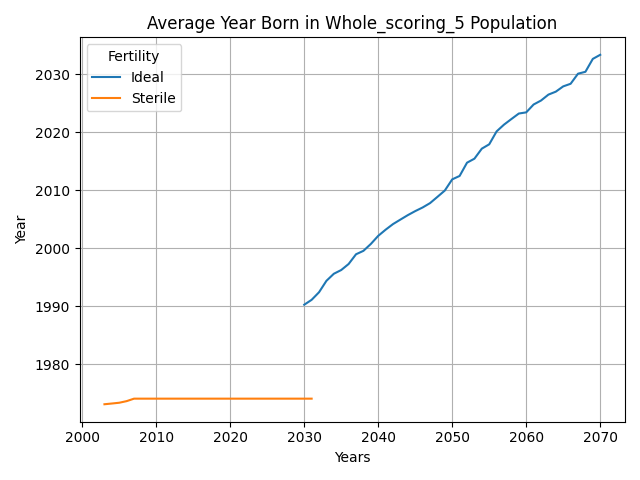 Average Year Born in Whole_scoring_5 Population
Fertility
Ideal
Sterile
Year
2030
2020
2010
2000
1990
1980
2000 2010 2020 2030 2040 2050 2060 2070
Years